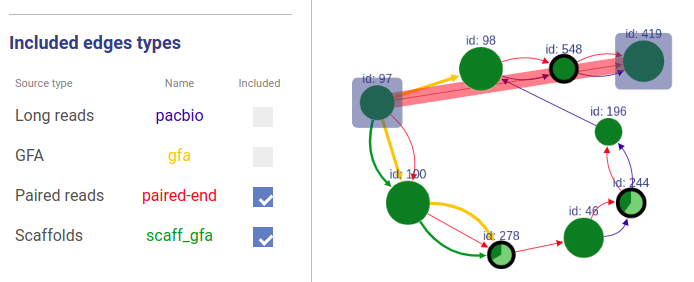 Included edges types
Source type Name Included
Long reads pacbio
GFA gfa
Paired reads paired-end
Scaffolds scaff_gfa
id: 419
id: 98
id: 548
id: 97
id: 196
id: 100
id: 244
id: 46
id: 278